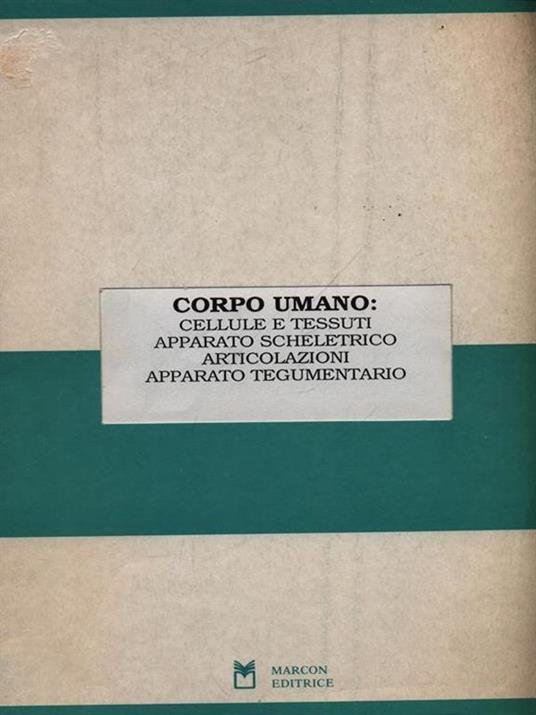 CORPO UMANO:
CELLULE E TESSUTI
APPARATO SCHELETRICO
ARTICOLAZIONI
APPARATO TEGUMENTARIO
MARCON
EDITRICE